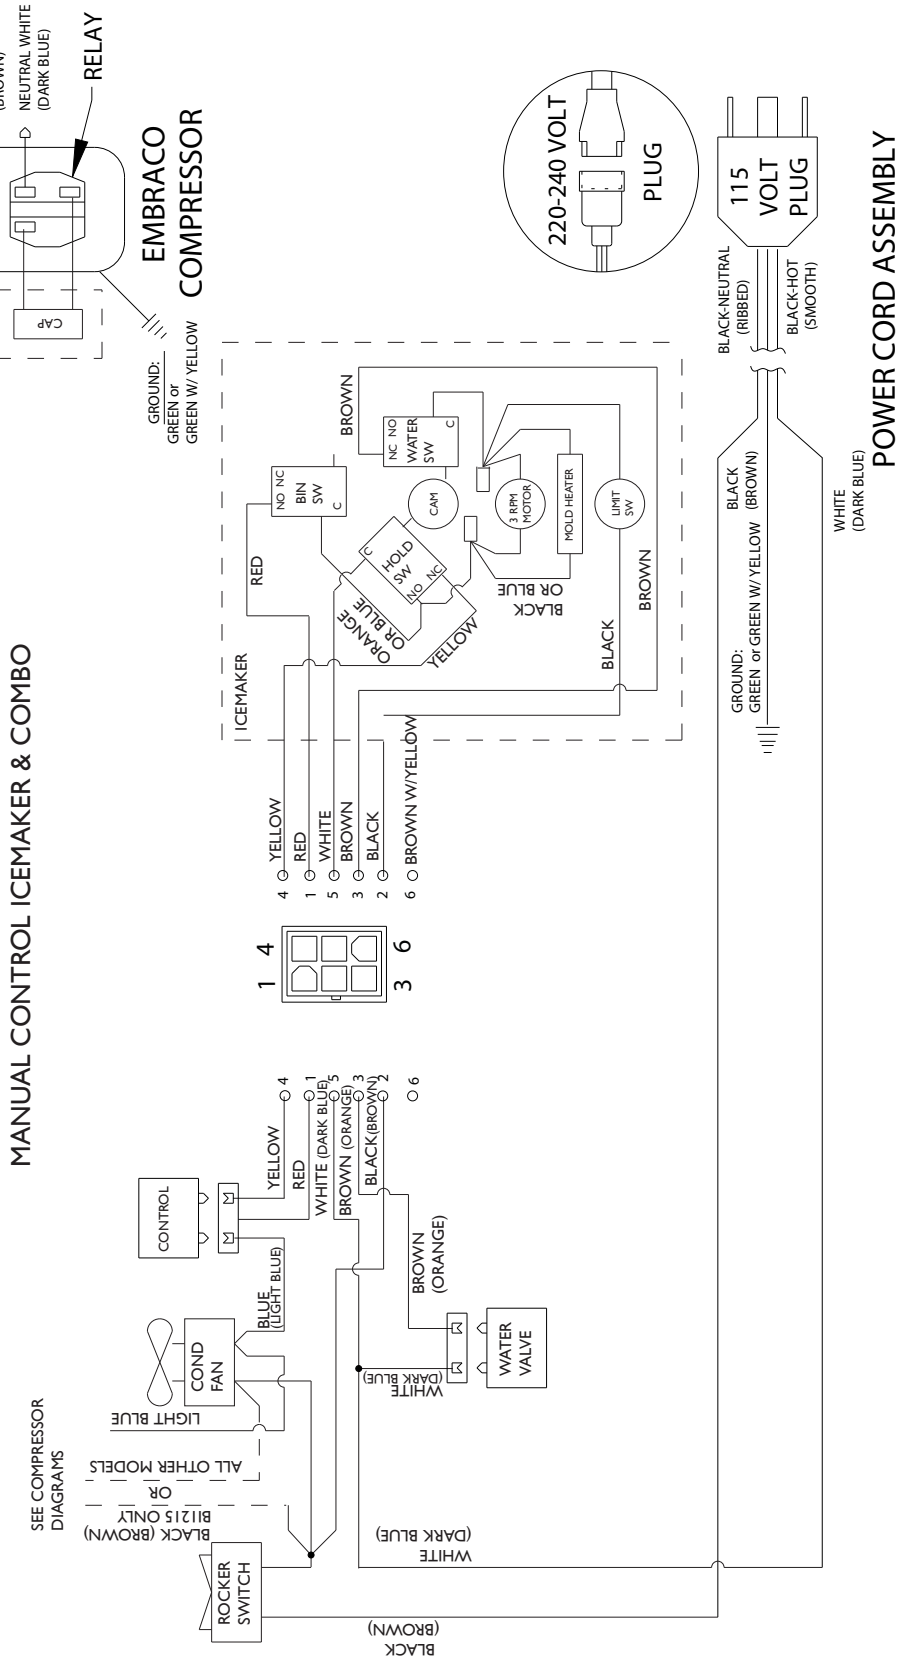 MANUAL CONTROL ICEMAKER & COMBO
NEUTRAL WHITE
(DARK BLUE)
RELAY
CAP
EMBRACO
COMPRESSOR
GROUND:
GREEN or
GREEN W/ YELLOW
220-240 VOLT
PLUG
115
VOLT
PLUG
BLACK-NEUTRAL
(RIBBED)
BLACK-HOT
(SMOOTH)
POWER CORD ASSEMBLY
BLACK
(BROWN)
WHITE
(DARK BLUE)
GROUND:
GREEN or GREEN W/ YELLOW
ICEMAKER
RED
NO NC
BIN
SW
C
BROWN
NC NO
WATER
SW
C
CAM
C
HOLD
SW
NO NC
ORANGE
OR BLUE
YELLOW
3 RPM
MOTOR
MOLD HEATER
LIMIT
SW
BLACK
OR BLUE
BLACK
BROWN
4 YELLOW
1 RED
5 WHITE
3 BROWN
2 BLACK
6 BROWN W/YELLOW
1 4
3 6
YELLOW 4
RED 1
WHITE (DARK BLUE) 5
BROWN (ORANGE) 3
BLACK(BROWN) 2
6
CONTROL
BLUE
(LIGHT BLUE)
COND
FAN
LIGHT BLUE
BROWN
(ORANGE)
WHITE
(DARK BLUE)
WATER
VALVE
SEE COMPRESSOR
DIAGRAMS
ALL OTHER MODELS
OR
BI1215 ONLY
BLACK (BROWN)
ROCKER
SWITCH
WHITE
(DARK BLUE)
BLACK
(BROWN)